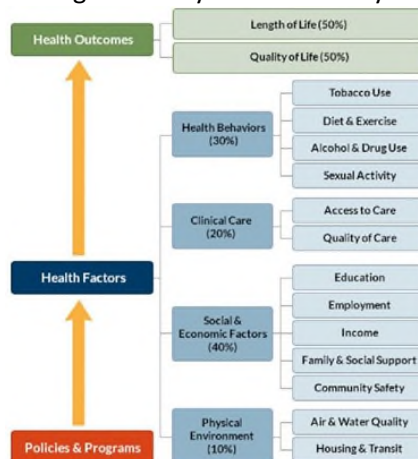 Health Outcomes
Length of Life (50%)
Quality of Life (50%)
Health Factors
Health Behaviors
(30%)
Tobacco Use
Diet & Exercise
Alcohol & Drug Use
Sexual Activity
Clinical Care
(20%)
Access to Care
Quality of Care
Social &
Economic Factors
(40%)
Education
Employment
Income
Family & Social Support
Community Safety
Physical
Environment
(10%)
Air & Water Quality
Housing & Transit
Policies & Programs